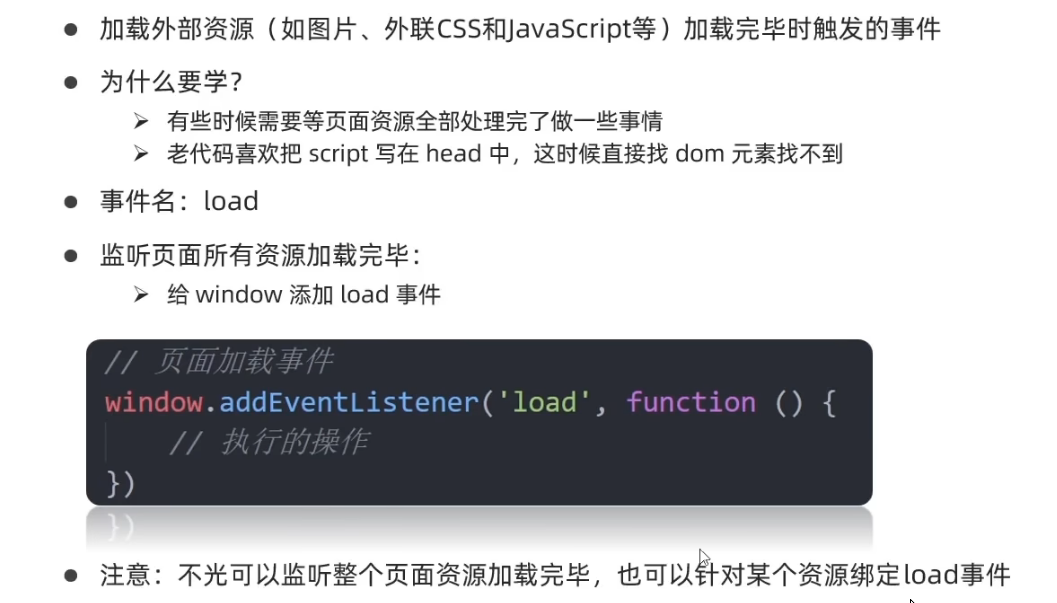 ● 加载外部资源（如图片、外联CSS和JavaScript等）加载完毕时触发的事件
● 为什么要学？
➢ 有些时候需要等页面资源全部处理完了做一些事情
➢ 老代码喜欢把 script 写在 head 中，这时候直接找 dom 元素找不到
● 事件名：load
● 监听页面所有资源加载完毕：
➢ 给 window 添加 load 事件
// 页面加载事件
window.addEventListener('load', function () {
// 执行的操作
})
● 注意：不光可以监听整个页面资源加载完毕，也可以针对某个资源绑定load事件